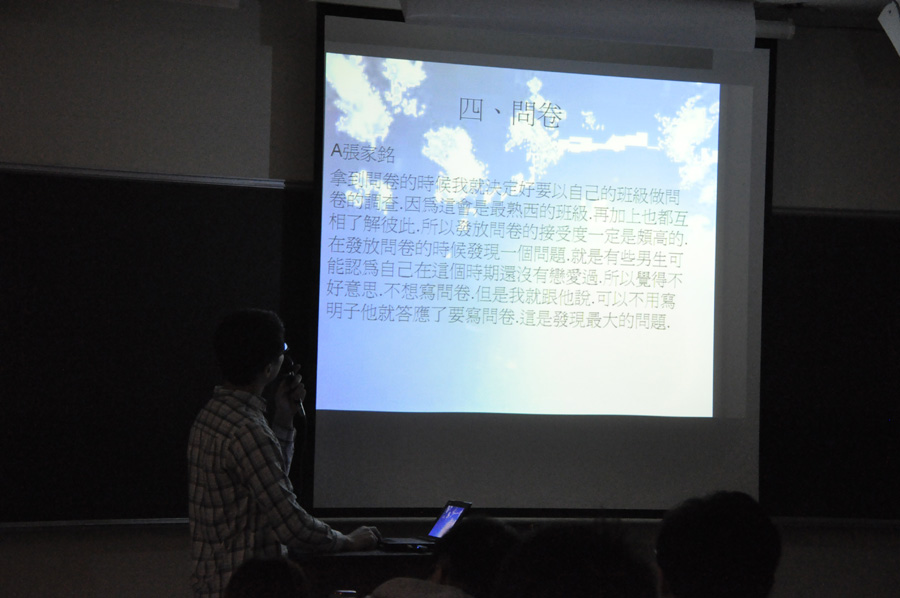 四、問卷
A張家銘
拿到問卷的時候我就決定好要以自己的班級做問
卷的調查.因為這會是最熟西的班級.再加上也都互
相了解彼此.所以發放問卷的接受度一定是頗高的.
在發放問卷的時候發現一個問題.就是有些男生可
能認為自己在這個時期還沒有戀愛過.所以覺得不
好意思.不想寫問卷.但是我就跟他說.可以不用寫
明子他就答應了要寫問卷.這是發現最大的問題.